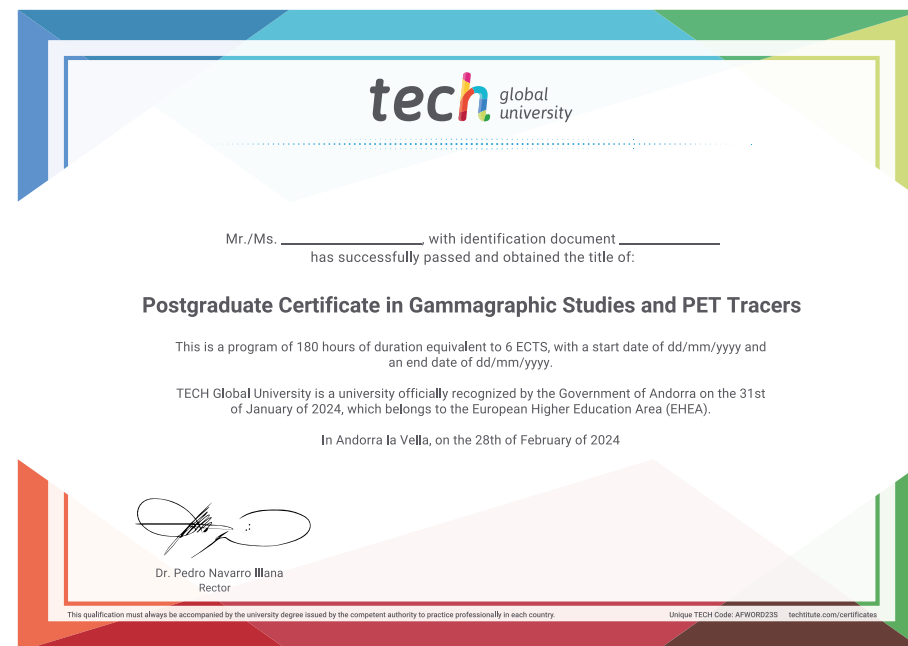 tech global university
Mr./Ms. ____________________, with identification document ______________
has successfully passed and obtained the title of:
Postgraduate Certificate in Gammagraphic Studies and PET Tracers
This is a program of 180 hours of duration equivalent to 6 ECTS, with a start date of dd/mm/yyyy and
an end date of dd/mm/yyyy.
TECH Global University is a university officially recognized by the Government of Andorra on the 31st
of January of 2024, which belongs to the European Higher Education Area (EHEA).
In Andorra la Vella, on the 28th of February of 2024
Dr. Pedro Navarro Illana
Rector
This qualification must always be accompanied by the university degree issued by the competent authority to practice professionally in each country.
Unique TECH Code: AFWORD23S techtitute.com/certificates